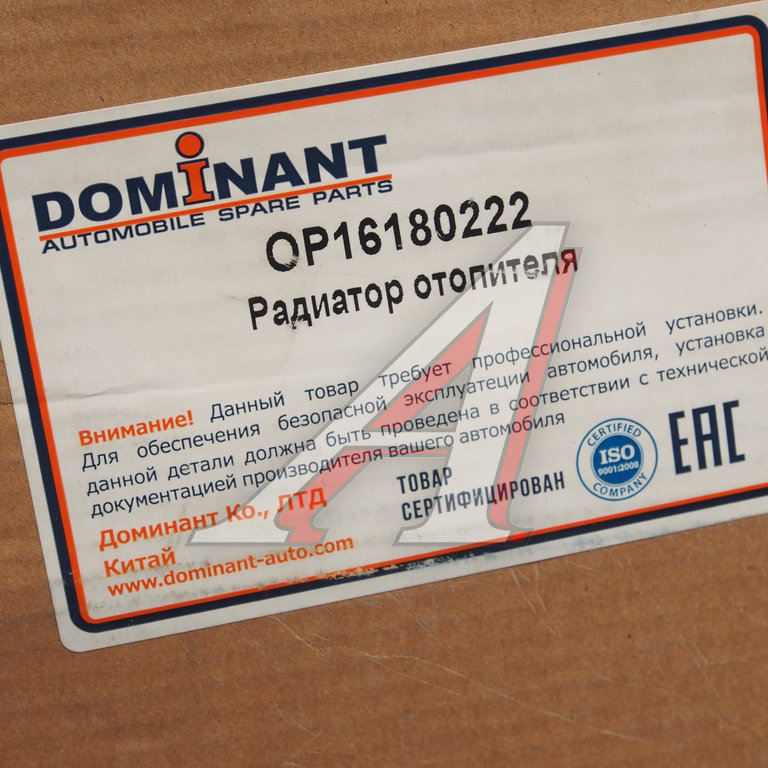 DOMiNANT
AUTOMOBILE SPARE PARTS
OP16180222
Радиатор отопителя
Внимание! Данный товар требует профессиональной установки.
Для обеспечения безопасной эксплуатеции автомобиля, установка
данной детали должна быть проведена в соответствии с технической
документацией производителя вашего автомобиля
Доминант Ко., ЛТД
Китай
www.dominant-auto.com
ТОВАР
СЕРТИФИЦИРОВАН
CERTIFIED
ISO
9001:2008
COMPANY
EAC